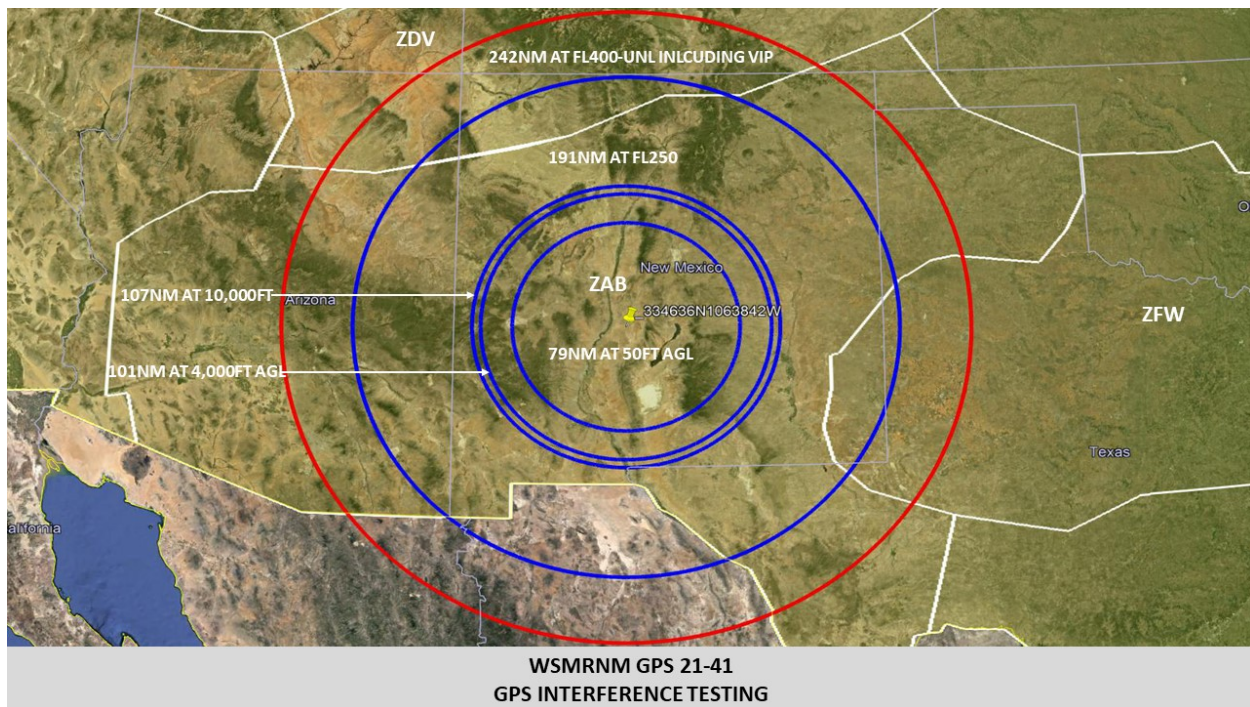 ZDV
242NM AT FL400-UNL INLCUDING VIP
191NM AT FL250
ZAB
New Mexico
107NM AT 10,000FT
Arizona
_334636N1063842W
ZFW
79NM AT 50FT AGL
101NM AT 4,000FT AGL
Texas
alifornia
O
WSMRNM GPS 21-41
GPS INTERFERENCE TESTING